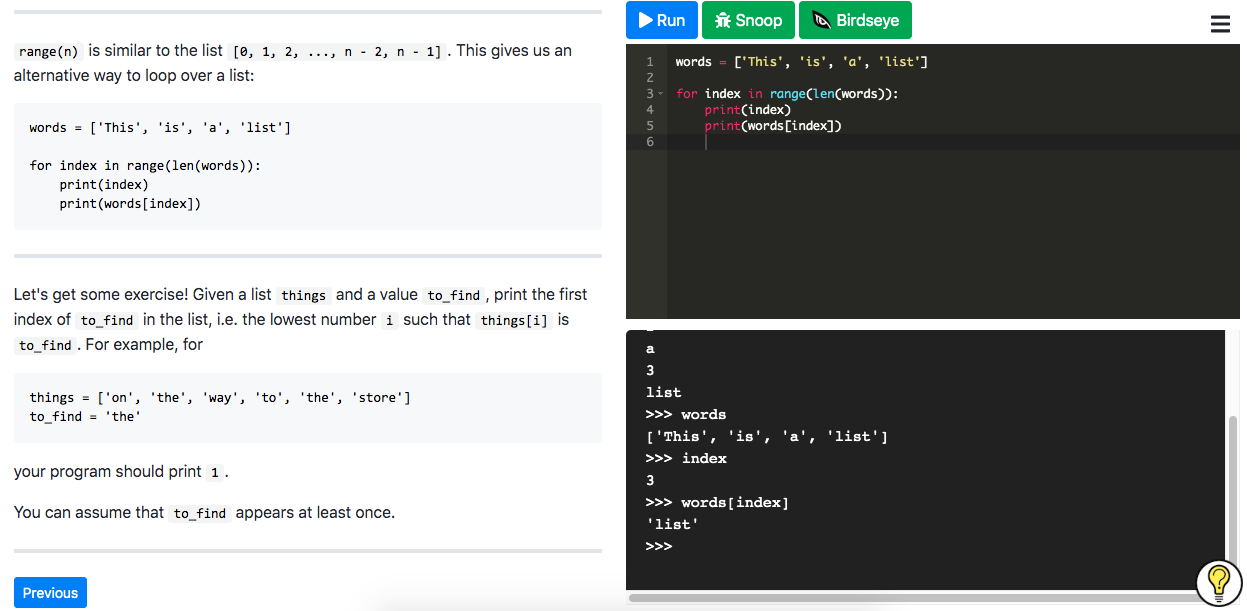 range(n) is similar to the list [0, 1, 2, ..., n - 2, n - 1]. This gives us an
alternative way to loop over a list:
words = ['This', 'is', 'a', 'list']
for index in range(len(words)):
    print(index)
    print(words[index])
Let's get some exercise! Given a list things and a value to_find, print the first
index of to_find in the list, i.e. the lowest number i such that things[i] is
to_find. For example, for
things = ['on', 'the', 'way', 'to', 'the', 'store']
to_find = 'the'
your program should print 1.
You can assume that to_find appears at least once.
Previous
Run Snoop Birdseye
1 words = ['This', 'is', 'a', 'list']
2
3 for index in range(len(words)):
4     print(index)
5     print(words[index])
6
a
3
list
>>> words
['This', 'is', 'a', 'list']
>>> index
3
>>> words[index]
'list'
>>>